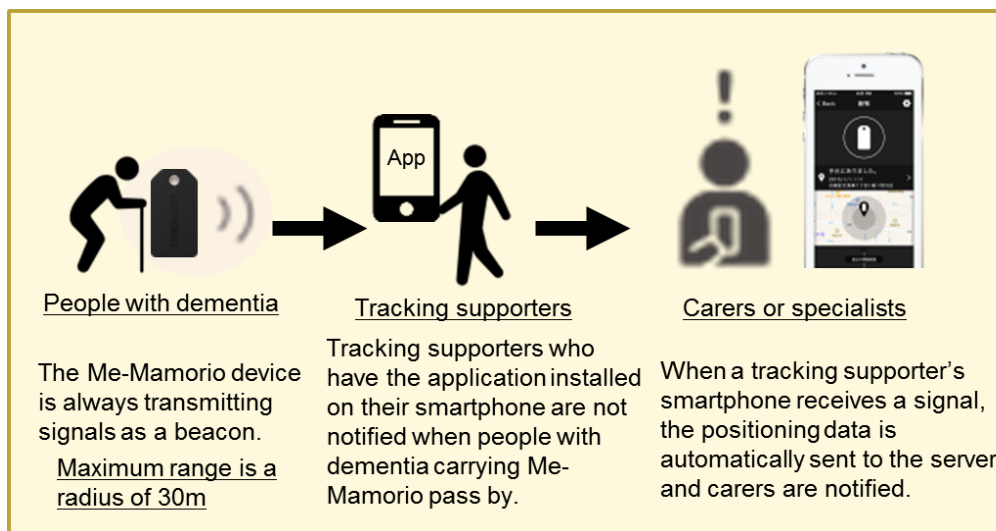 App
< Back
People with dementia
Tracking supporters
Carers or specialists
The Me-Mamorio device
is always transmitting
signals as a beacon.
Maximum range is a
radius of 30m
Tracking supporters who
have the application installed
on their smartphone are not
notified when people with
dementia carrying Me-
Mamorio pass by.
When a tracking supporter's
smartphone receives a signal,
the positioning data is
automatically sent to the server
and carers are notified.